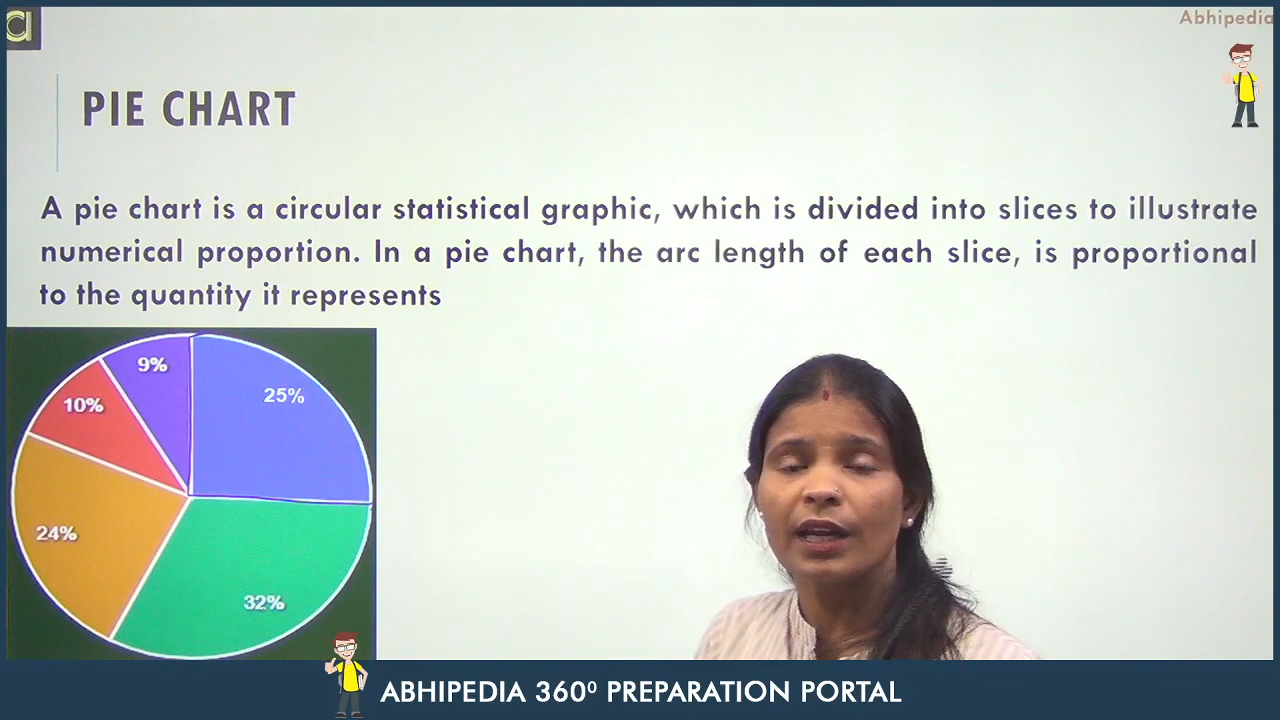 a
Abhipedia
PIE CHART
A pie chart is a circular statistical graphic, which is divided into slices to illustrate
numerical proportion. In a pie chart, the arc length of each slice, is proportional
to the quantity it represents
9%
25%
10%
24%
32%
ABHIPEDIA 360⁰ PREPARATION PORTAL